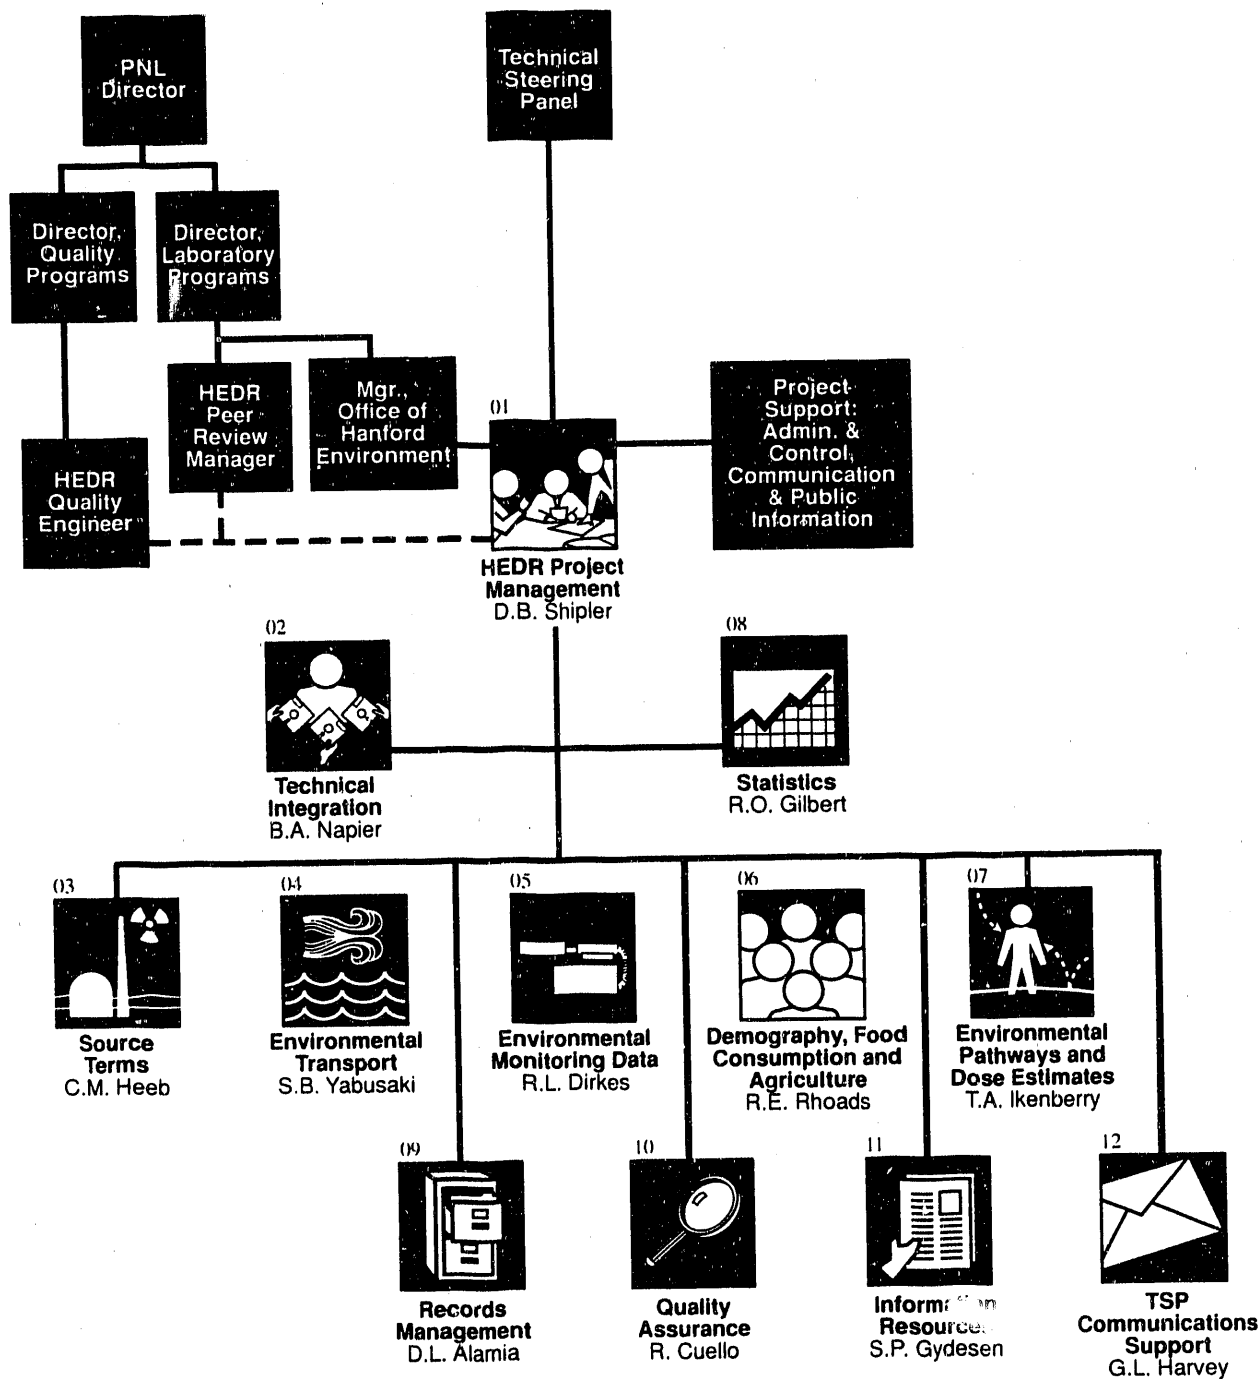 PNL
Director
Technical
Steering
Panel
Director,
Quality
Programs
Director,
Laboratory
Programs
HEDR
Peer
Review
Manager
Mgr.,
Office of
Hanford
Environment
01
Project
Support:
Admin. &
Control,
Communication
& Public
Information
HEDR
Quality
Engineer
HEDR Project
Management
D.B. Shipler
02
Technical
Integration
B.A. Napier
08
Statistics
R.O. Gilbert
03
Source
Terms
C.M. Heeb
04
Environmental
Transport
S.B. Yabusaki
05
Environmental
Monitoring Data
R.L. Dirkes
06
Demography, Food
Consumption and
Agriculture
R.E. Rhoads
07
Environmental
Pathways and
Dose Estimates
T.A. Ikenberry
09
Records
Management
D.L. Alamia
10
Quality
Assurance
R. Cuello
11
Information
Resources
S.P. Gydesen
12
TSP
Communications
Support
G.L. Harvey